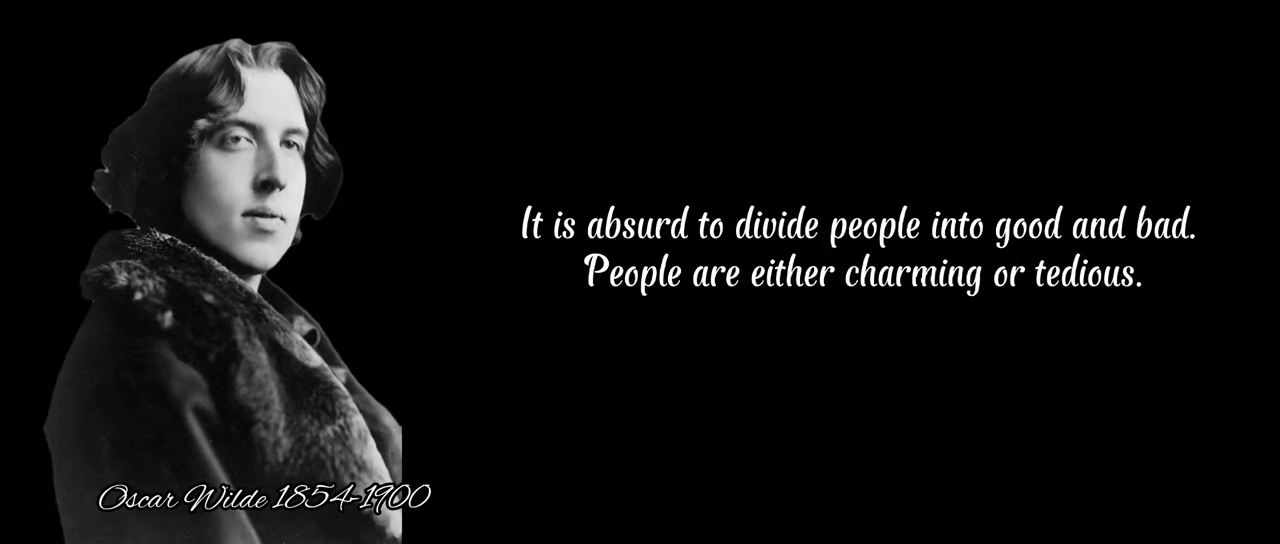 It is absurd to divide people into good and bad.
People are either charming or tedious.
Oscar Wilde 1854-1900